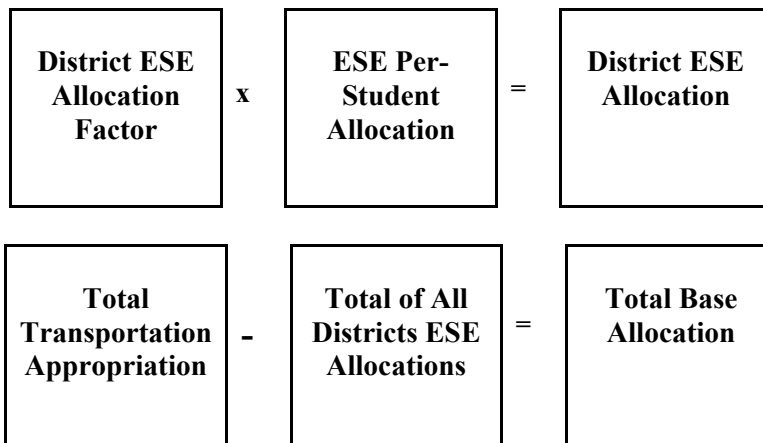 District ESE
Allocation
Factor
x
ESE Per-
Student
Allocation
=
District ESE
Allocation
Total
Transportation
Appropriation
-
Total of All
Districts ESE
Allocations
=
Total Base
Allocation